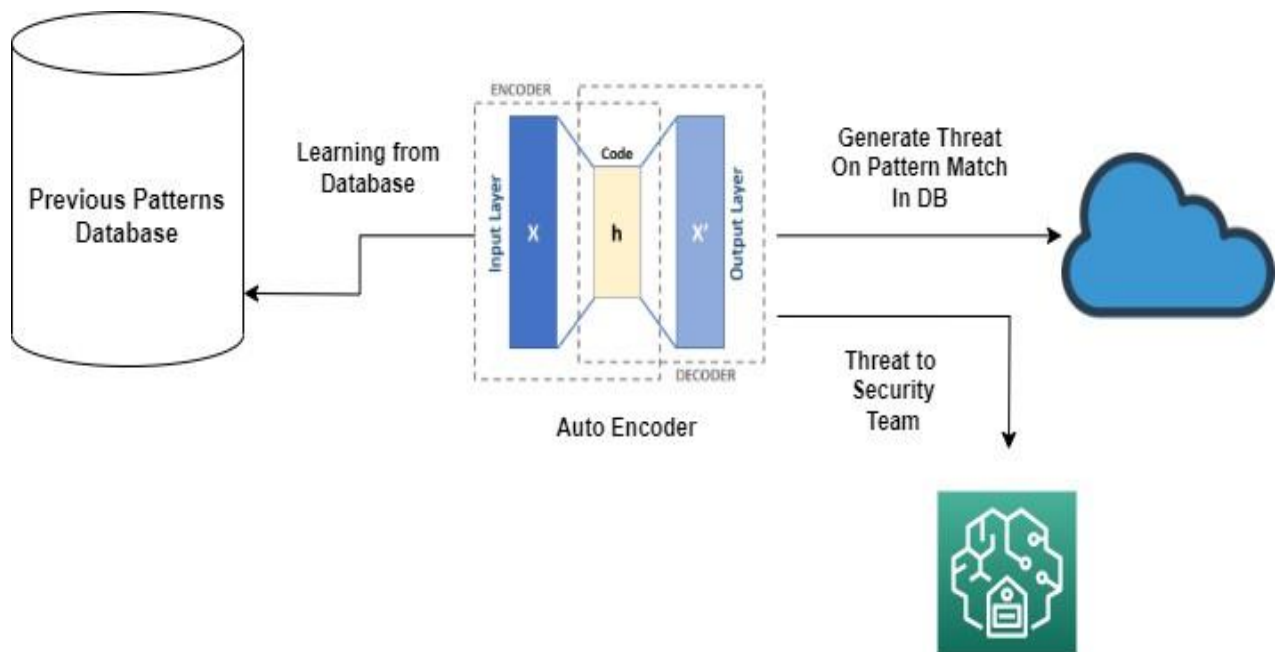 Previous Patterns
Database
Learning from
Database
ENCODER
Input Layer
X
Code
h
X'
Output Layer
DECODER
Auto Encoder
Generate Threat
On Pattern Match
In DB
Threat to
Security
Team